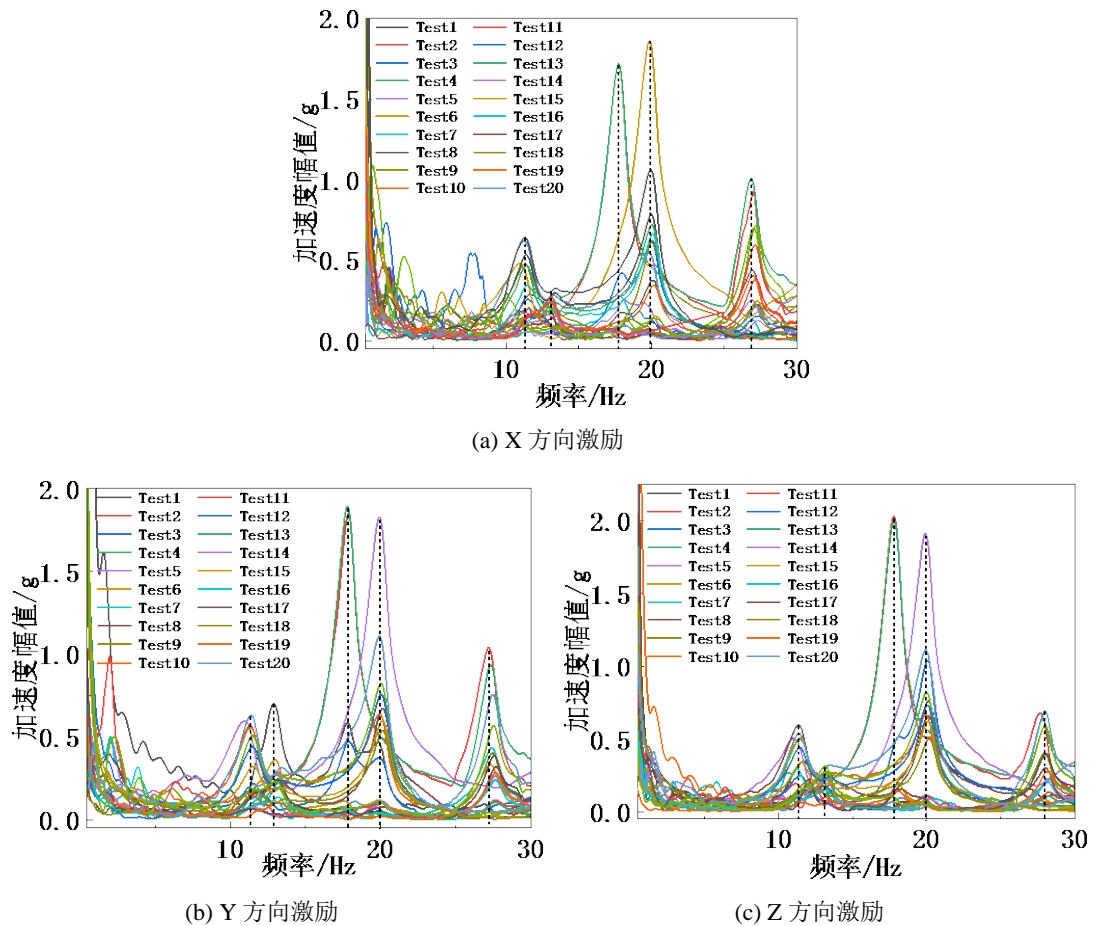 2.0
1.5
1.0
0.5
0.0
加速度幅值/g
Test1 Test11
Test2 Test12
Test3 Test13
Test4 Test14
Test5 Test15
Test6 Test16
Test7 Test17
Test8 Test18
Test9 Test19
Test10 Test20
10 20 30
频率/Hz
(a) X 方向激励
2.0
1.5
1.0
0.5
0.0
加速度幅值/g
Test1 Test11
Test2 Test12
Test3 Test13
Test4 Test14
Test5 Test15
Test6 Test16
Test7 Test17
Test8 Test18
Test9 Test19
Test10 Test20
10 20 30
频率/Hz
(b) Y 方向激励
2.0
1.5
1.0
0.5
0.0
加速度幅值/g
Test1 Test11
Test2 Test12
Test3 Test13
Test4 Test14
Test5 Test15
Test6 Test16
Test7 Test17
Test8 Test18
Test9 Test19
Test10 Test20
10 20 30
频率/Hz
(c) Z 方向激励